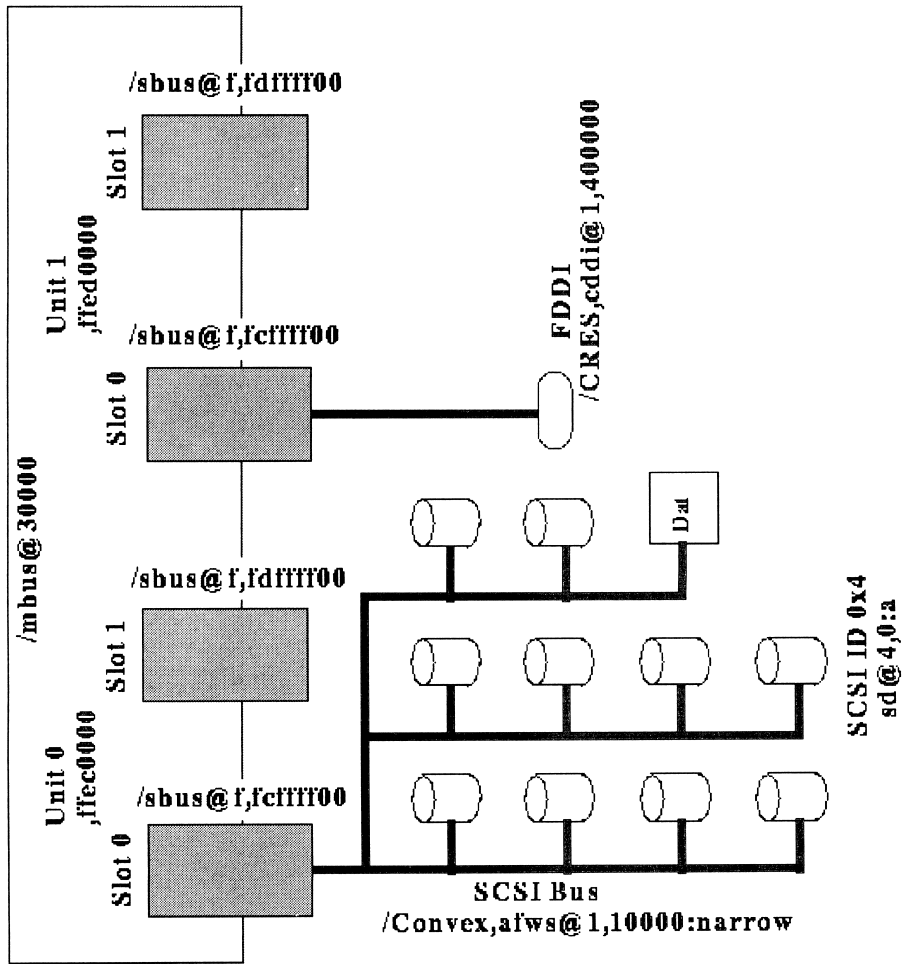 /mbus@30000
Unit 0
,ffec0000
Unit 1
,ffed0000
Slot 0
/sbus@f,fcffff00
Slot 1
/sbus@f,fdffff00
Slot 0
/sbus@f,fcffff00
Slot 1
/sbus@f,fdffff00
SCSI Bus
/Convex,afws@1,10000:narrow
SCSI ID 0x4
sd@4,0:a
Dat
FDDI
/CRES,cddi@1,400000